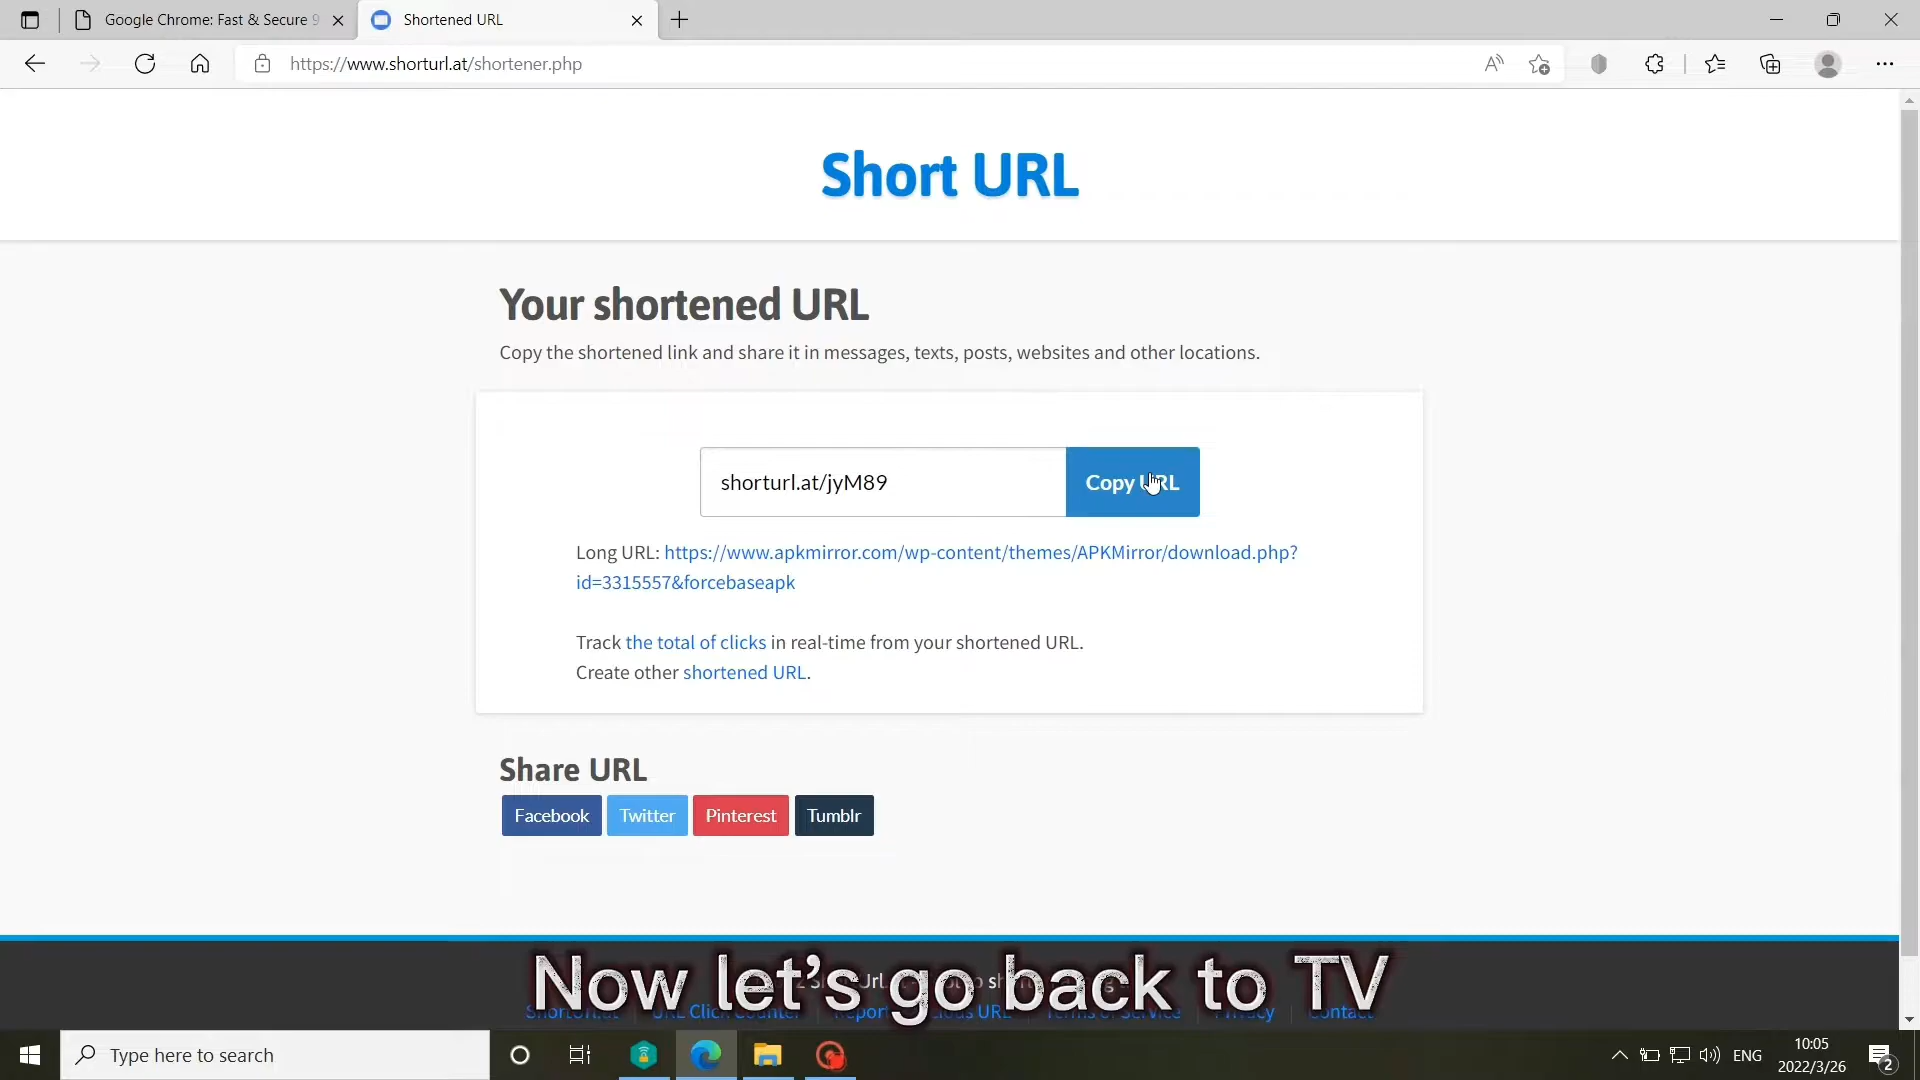 Google Chrome: Fast & Secure 9
Shortened URL
https://www.shorturl.at/shortener.php
Short URL
Your shortened URL
Copy the shortened link and share it in messages, texts, posts, websites and other locations.
shorturl.at/jyM89
Copy URL
Long URL: https://www.apkmirror.com/wp-content/themes/APKMirror/download.php?
id=3315557&forcebaseapk
Track the total of clicks in real-time from your shortened URL.
Create other shortened URL.
Share URL
Facebook
Twitter
Pinterest
Tumblr
Now let's go back to TV
Type here to search
ENG
10:05
2022/3/26
2